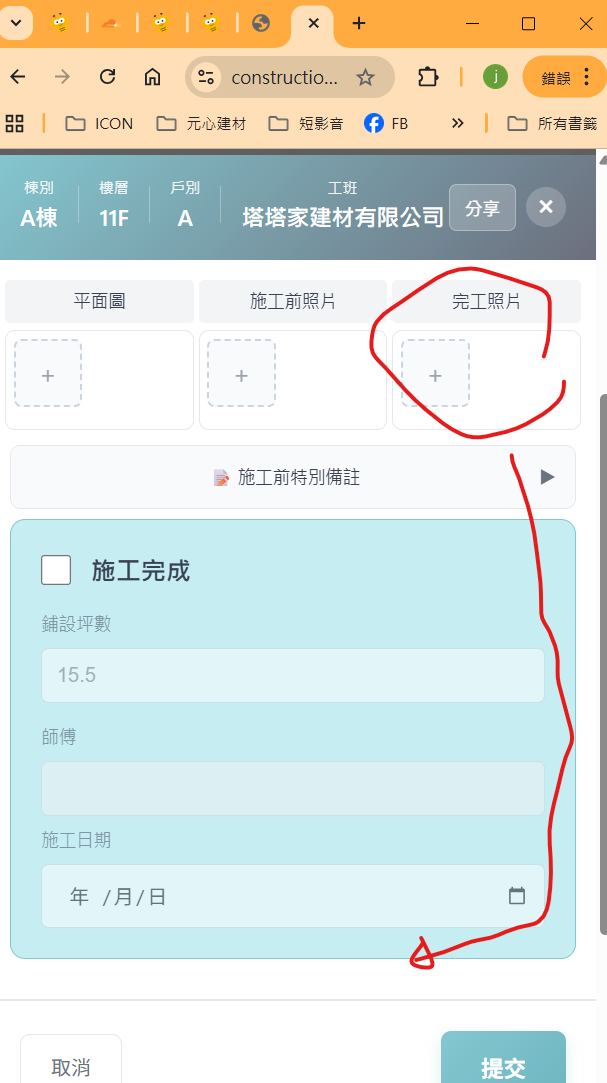 constructio...
j
錯誤
ICON
元心建材
短影音
FB
所有書籤
棟別
樓層
戶別
工班
A棟
11F
A
塔塔家建材有限公司
分享
平面圖
施工前照片
完工照片
+
+
+
施工前特別備註
施工完成
鋪設坪數
15.5
師傅
施工日期
年 /月/日
取消
提交